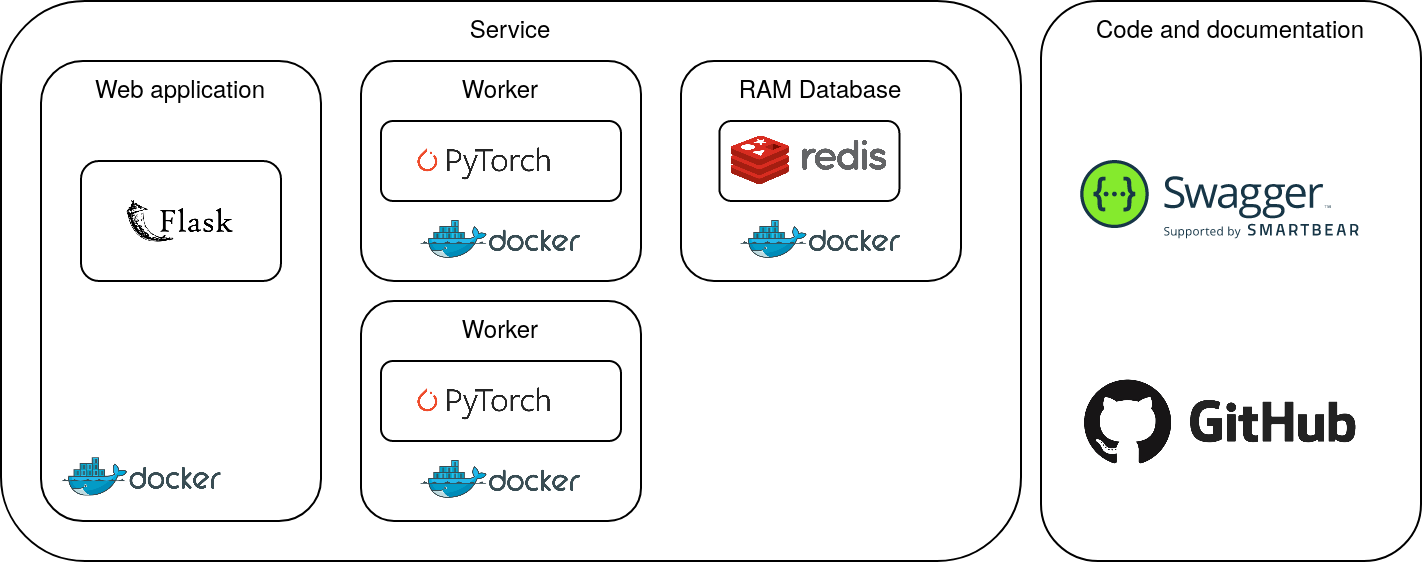 Service
Web application
Flask
docker
Worker
PyTorch
docker
Worker
PyTorch
docker
RAM Database
redis
docker
Code and documentation
Swagger™
Supported by SMARTBEAR
GitHub